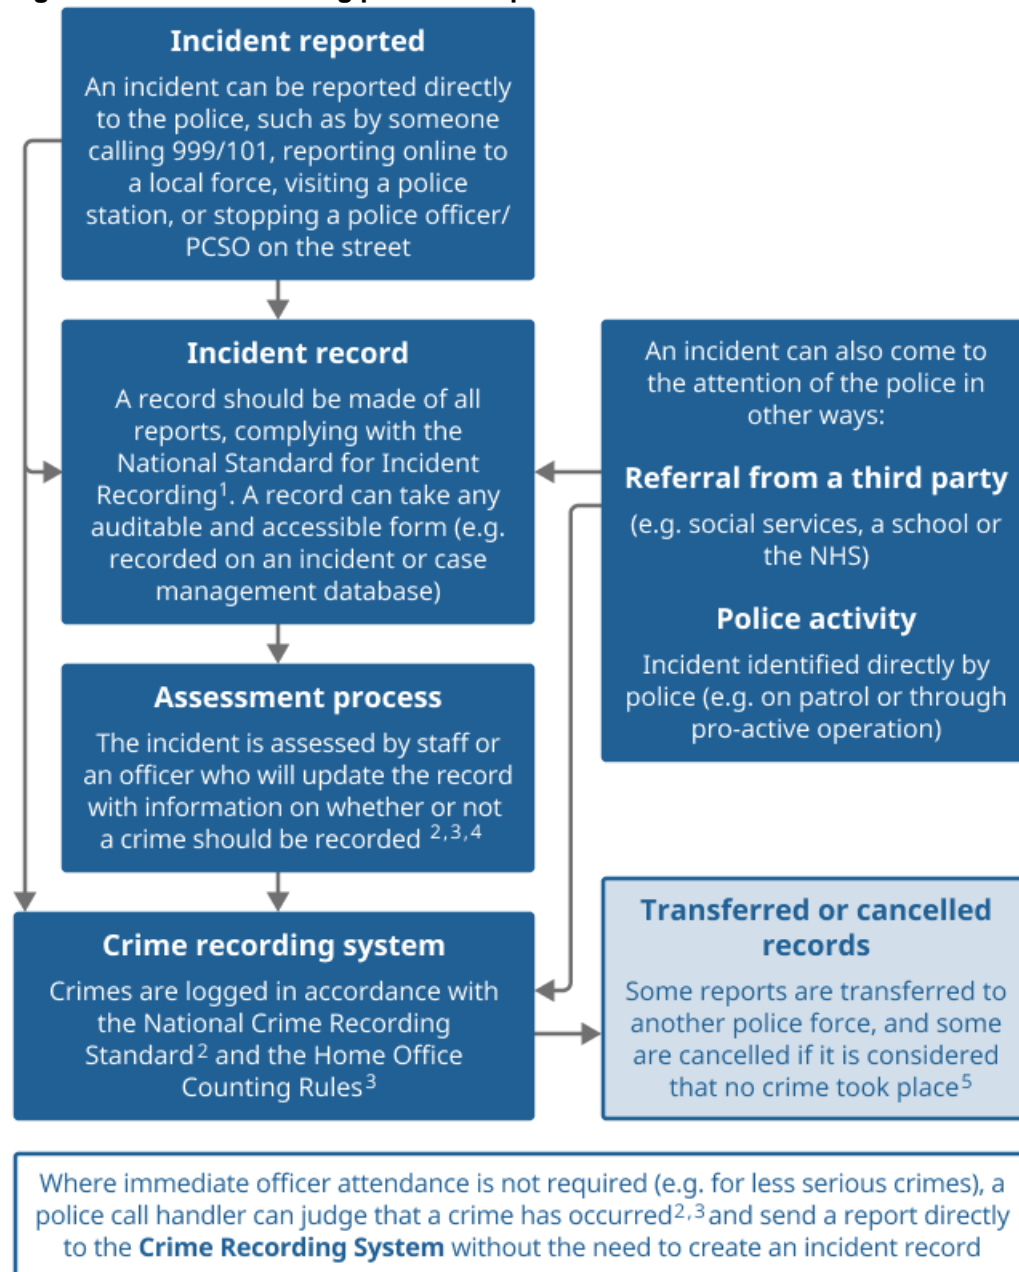 Incident reported
An incident can be reported directly
to the police, such as by someone
calling 999/101, reporting online to
a local force, visiting a police
station, or stopping a police officer/
PCSO on the street
Incident record
A record should be made of all
reports, complying with the
National Standard for Incident
Recording¹. A record can take any
auditable and accessible form (e.g.
recorded on an incident or case
management database)
An incident can also come to
the attention of the police in
other ways:
Referral from a third party
(e.g. social services, a school or
the NHS)
Police activity
Incident identified directly by
police (e.g. on patrol or through
pro-active operation)
Assessment process
The incident is assessed by staff or
an officer who will update the record
with information on whether or not
a crime should be recorded ²,³,⁴
Crime recording system
Crimes are logged in accordance with
the National Crime Recording
Standard² and the Home Office
Counting Rules³
Transferred or cancelled
records
Some reports are transferred to
another police force, and some
are cancelled if it is considered
that no crime took place⁵
Where immediate officer attendance is not required (e.g. for less serious crimes), a
police call handler can judge that a crime has occurred²,³ and send a report directly
to the Crime Recording System without the need to create an incident record